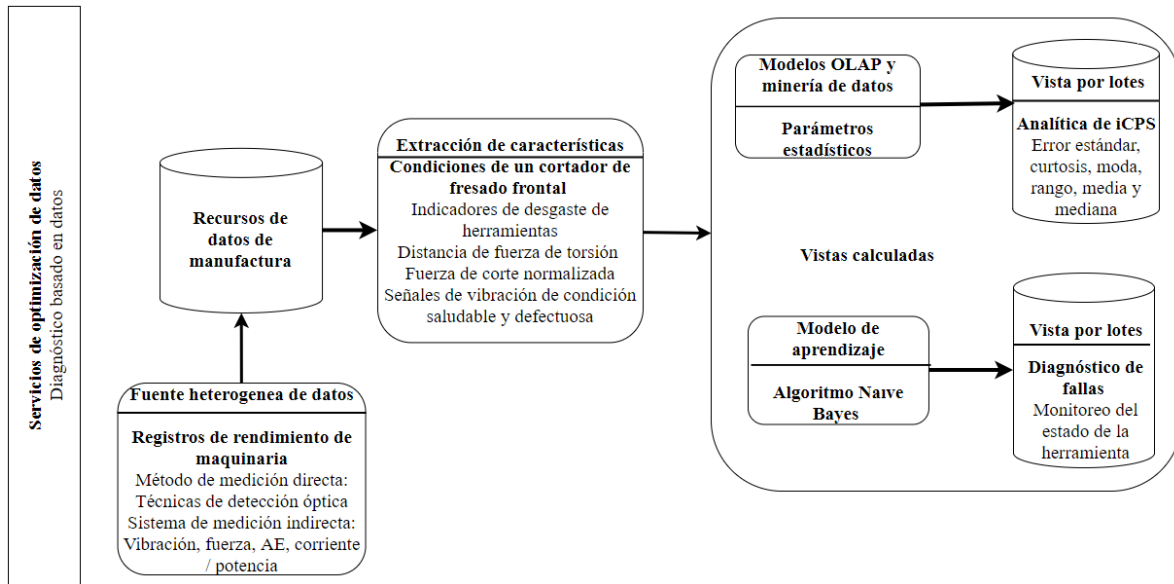 Servicios de optimización de datos
Diagnóstico basado en datos
Fuente heterogenea de datos
Registros de rendimiento de
maquinaria
Método de medición directa:
Técnicas de detección óptica
Sistema de medición indirecta:
Vibración, fuerza, AE, corriente
/ potencia
Recursos de
datos de
manufactura
Extracción de características
Condiciones de un cortador de
fresado frontal
Indicadores de desgaste de
herramientas
Distancia de fuerza de torsión
Fuerza de corte normalizada
Señales de vibración de condición
saludable y defectuosa
Vistas calculadas
Modelos OLAP y
minería de datos
Parámetros
estadísticos
Vista por lotes
Analítica de iCPS
Error estándar,
curtosis, moda,
rango, media y
mediana
Modelo de
aprendizaje
Algoritmo Naıve
Bayes
Vista por lotes
Diagnóstico de
fallas
Monitoreo del
estado de la
herramienta